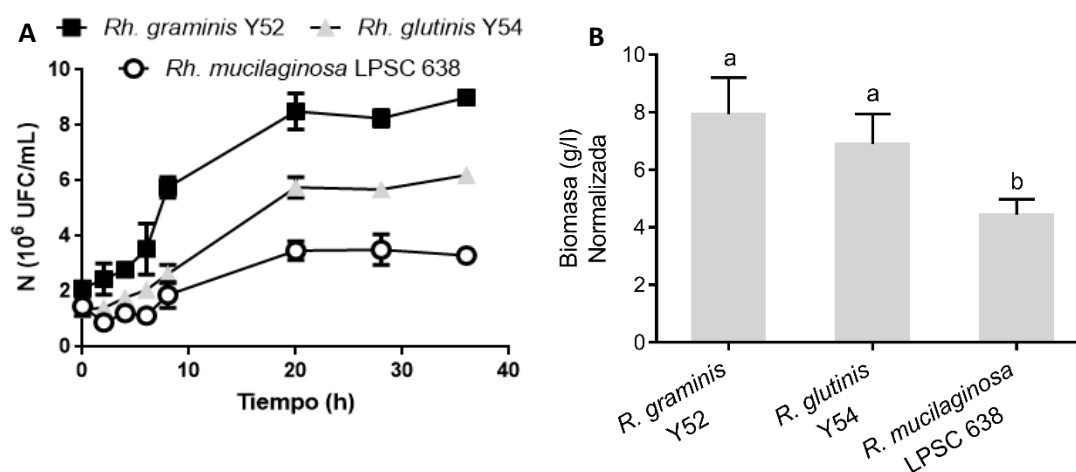 A
Rh. graminis Y52
Rh. glutinis Y54
Rh. mucilaginosa LPSC 638
10
8
6
4
2
0
N (10⁶ UFC/mL)
0 10 20 30 40
Tiempo (h)
B
10
8
6
4
2
0
Biomasa (g/l)
Normalizada
a
a
b
R. graminis
Y52
R. glutinis
Y54
R. mucilaginosa
LPSC 638